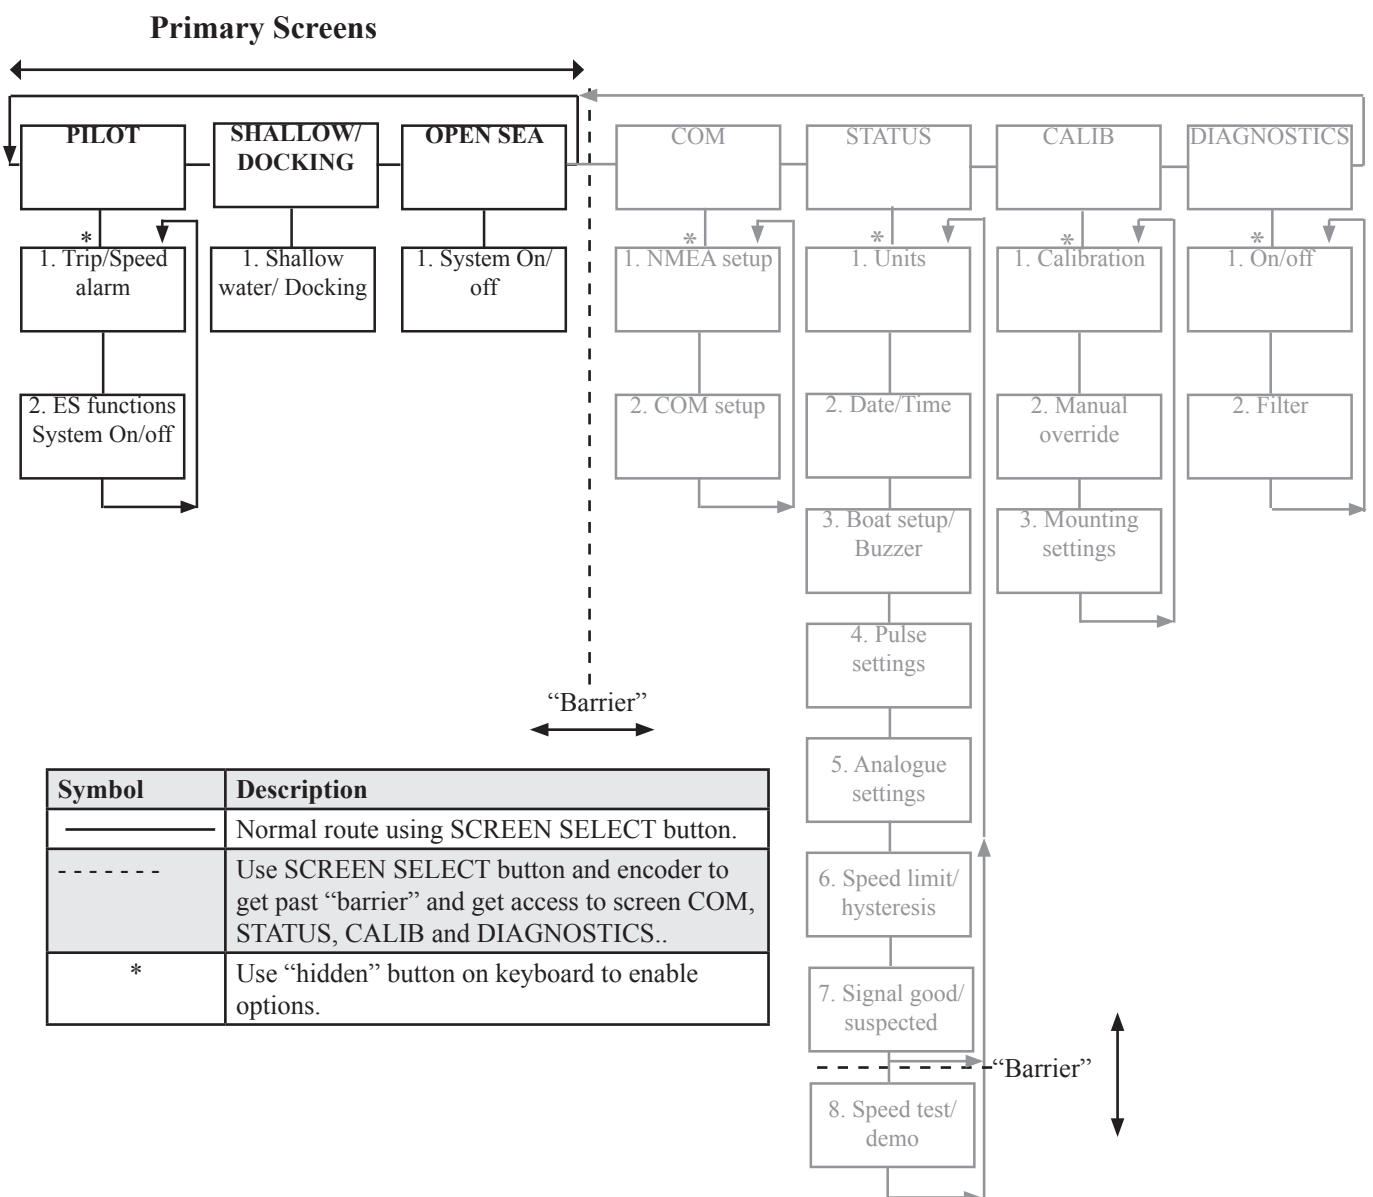 Primary Screens
PILOT
SHALLOW/
DOCKING
OPEN SEA
COM
STATUS
CALIB
DIAGNOSTICS
*
1. Trip/Speed
alarm
1. Shallow
water/ Docking
1. System On/
off
*
1. NMEA setup
*
1. Units
*
1. Calibration
*
1. On/off
2. ES functions
System On/off
2. COM setup
2. Date/Time
2. Manual
override
2. Filter
3. Boat setup/
Buzzer
3. Mounting
settings
4. Pulse
settings
“Barrier”
5. Analogue
settings
6. Speed limit/
hysteresis
7. Signal good/
suspected
“Barrier”
8. Speed test/
demo
Symbol Description
Normal route using SCREEN SELECT button.
- - - - - - - Use SCREEN SELECT button and encoder to
get past “barrier” and get access to screen COM,
STATUS, CALIB and DIAGNOSTICS..
* Use “hidden” button on keyboard to enable
options.